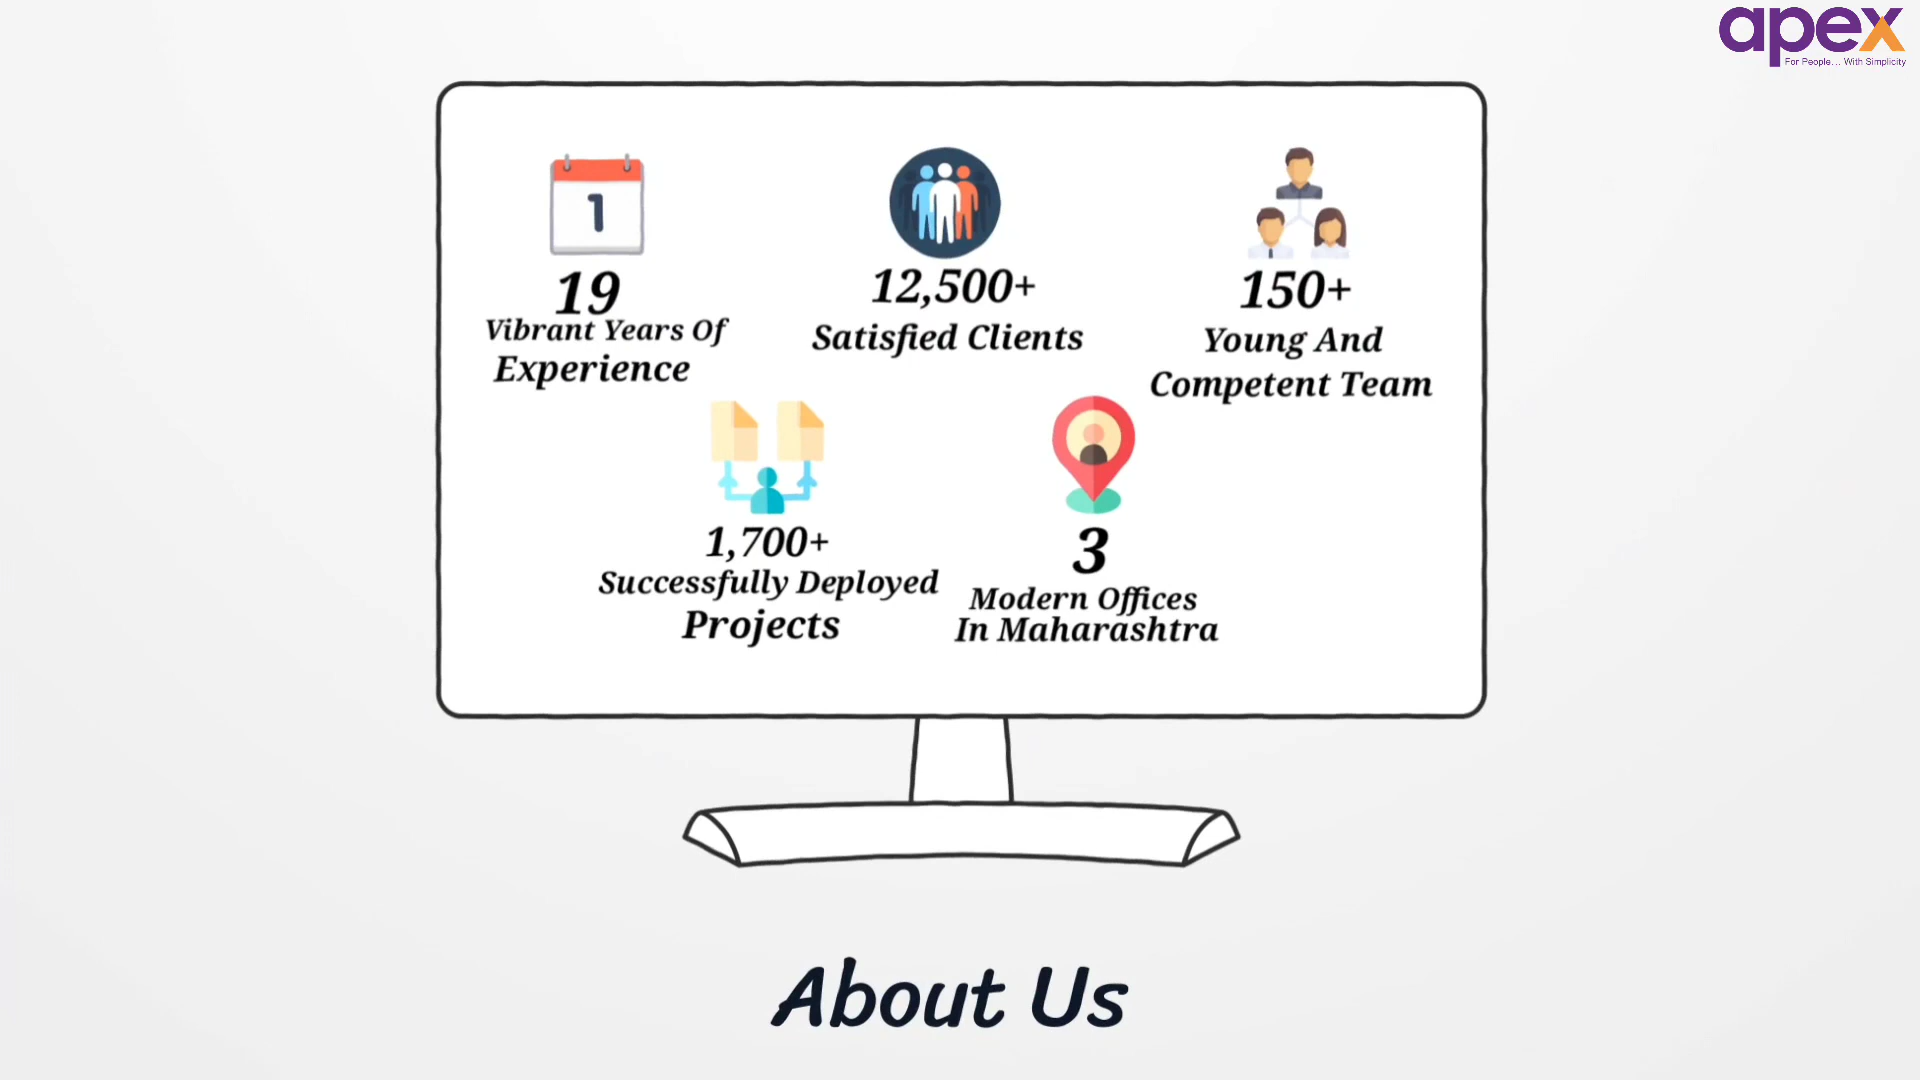 apex
For People... With Simplicity
1
19
Vibrant Years Of
Experience
12,500+
Satisfied Clients
150+
Young And
Competent Team
1,700+
Successfully Deployed
Projects
3
Modern Offices
In Maharashtra
About Us